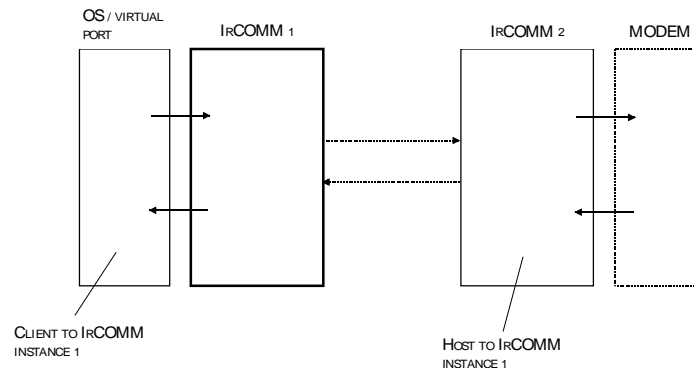 OS / VIRTUAL
PORT
IRCOMM 1
IRCOMM 2
MODEM
CLIENT TO IRCOMM
INSTANCE 1
HOST TO IRCOMM
INSTANCE 1